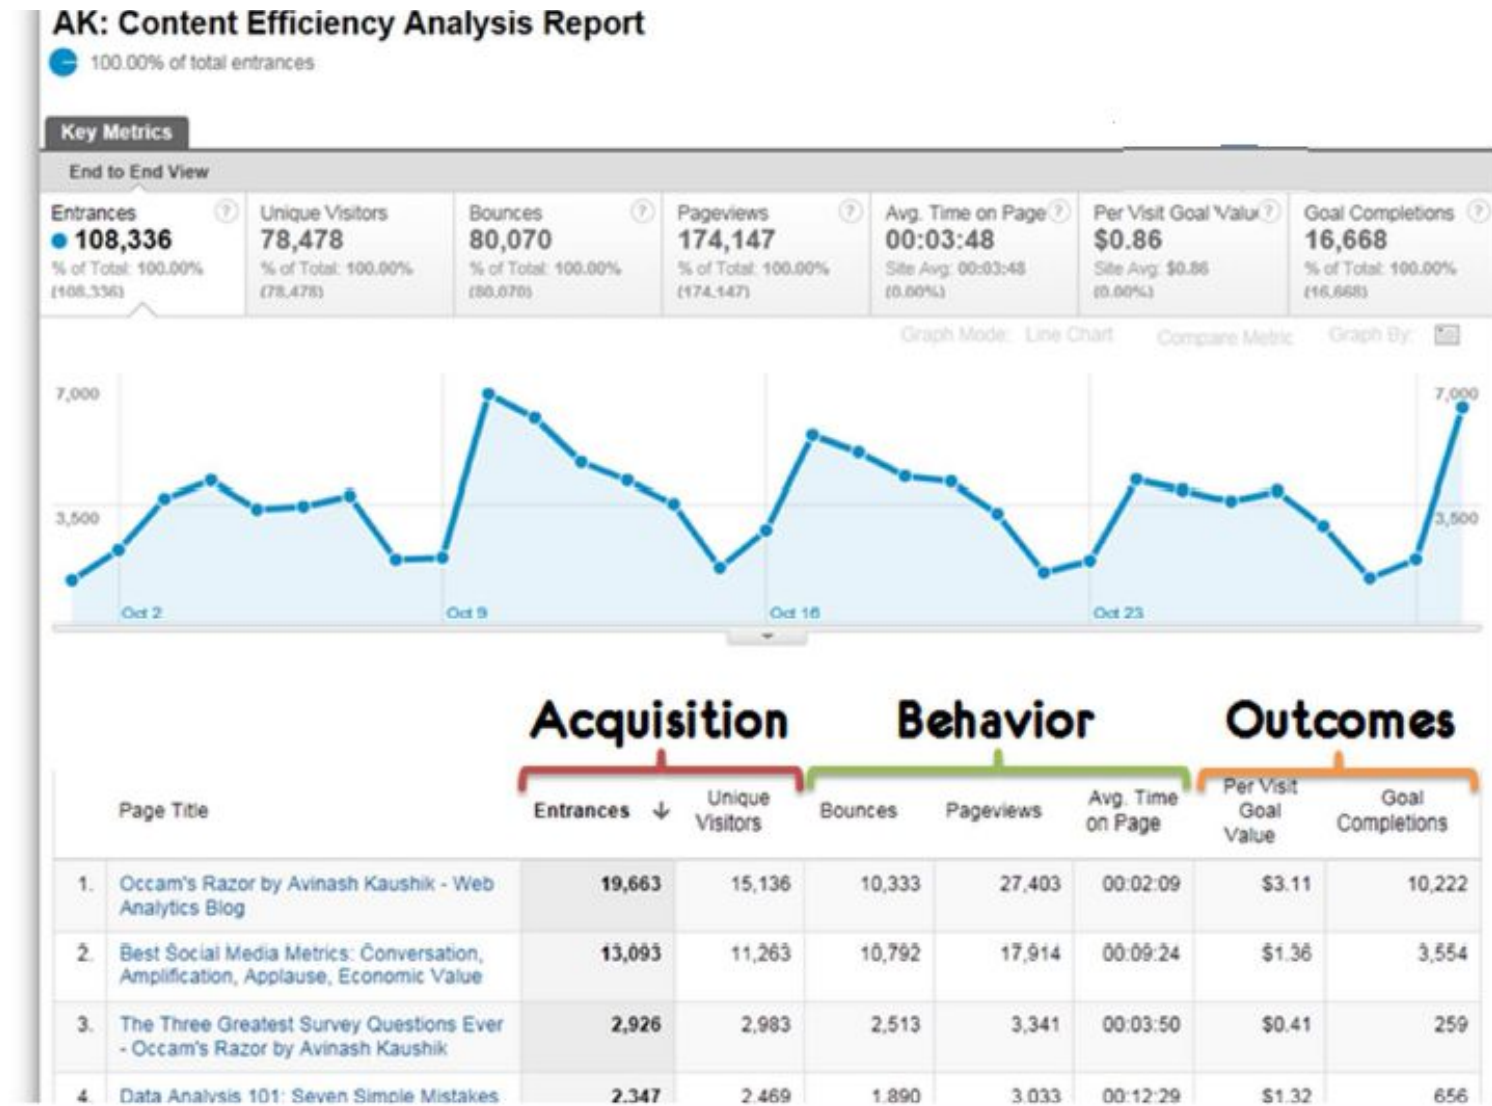 AK: Content Efficiency Analysis Report
100.00% of total entrances
Key Metrics
End to End View
Entrances ?
108,336
% of Total: 100.00%
(108,336)
Unique Visitors
78,478
% of Total: 100.00%
(78,478)
Bounces ?
80,070
% of Total: 100.00%
(80,070)
Pageviews ?
174,147
% of Total: 100.00%
(174,147)
Avg. Time on Page ?
00:03:48
Site Avg: 00:03:48
(0.00%)
Per Visit Goal Value ?
$0.86
Site Avg: $0.86
(0.00%)
Goal Completions ?
16,668
% of Total: 100.00%
(16,668)
Graph Mode: Line Chart Compare Metric Graph By:
7,000 7,000
3,500 3,500
Oct 2 Oct 9 Oct 16 Oct 23
Acquisition Behavior Outcomes
Page Title
Entrances ↓
Unique
Visitors
Bounces
Pageviews
Avg. Time
on Page
Per Visit
Goal
Value
Goal
Completions
1. Occam's Razor by Avinash Kaushik - Web 19,663 15,136 10,333 27,403 00:02:09 $3.11 10,222
Analytics Blog
2. Best Social Media Metrics: Conversation, 13,093 11,263 10,792 17,914 00:09:24 $1.36 3,554
Amplification, Applause, Economic Value
3. The Three Greatest Survey Questions Ever 2,926 2,983 2,513 3,341 00:03:50 $0.41 259
- Occam's Razor by Avinash Kaushik
4. Data Analysis 101: Seven Simple Mistakes 2,347 2,469 1,890 3,033 00:12:29 $1.32 656